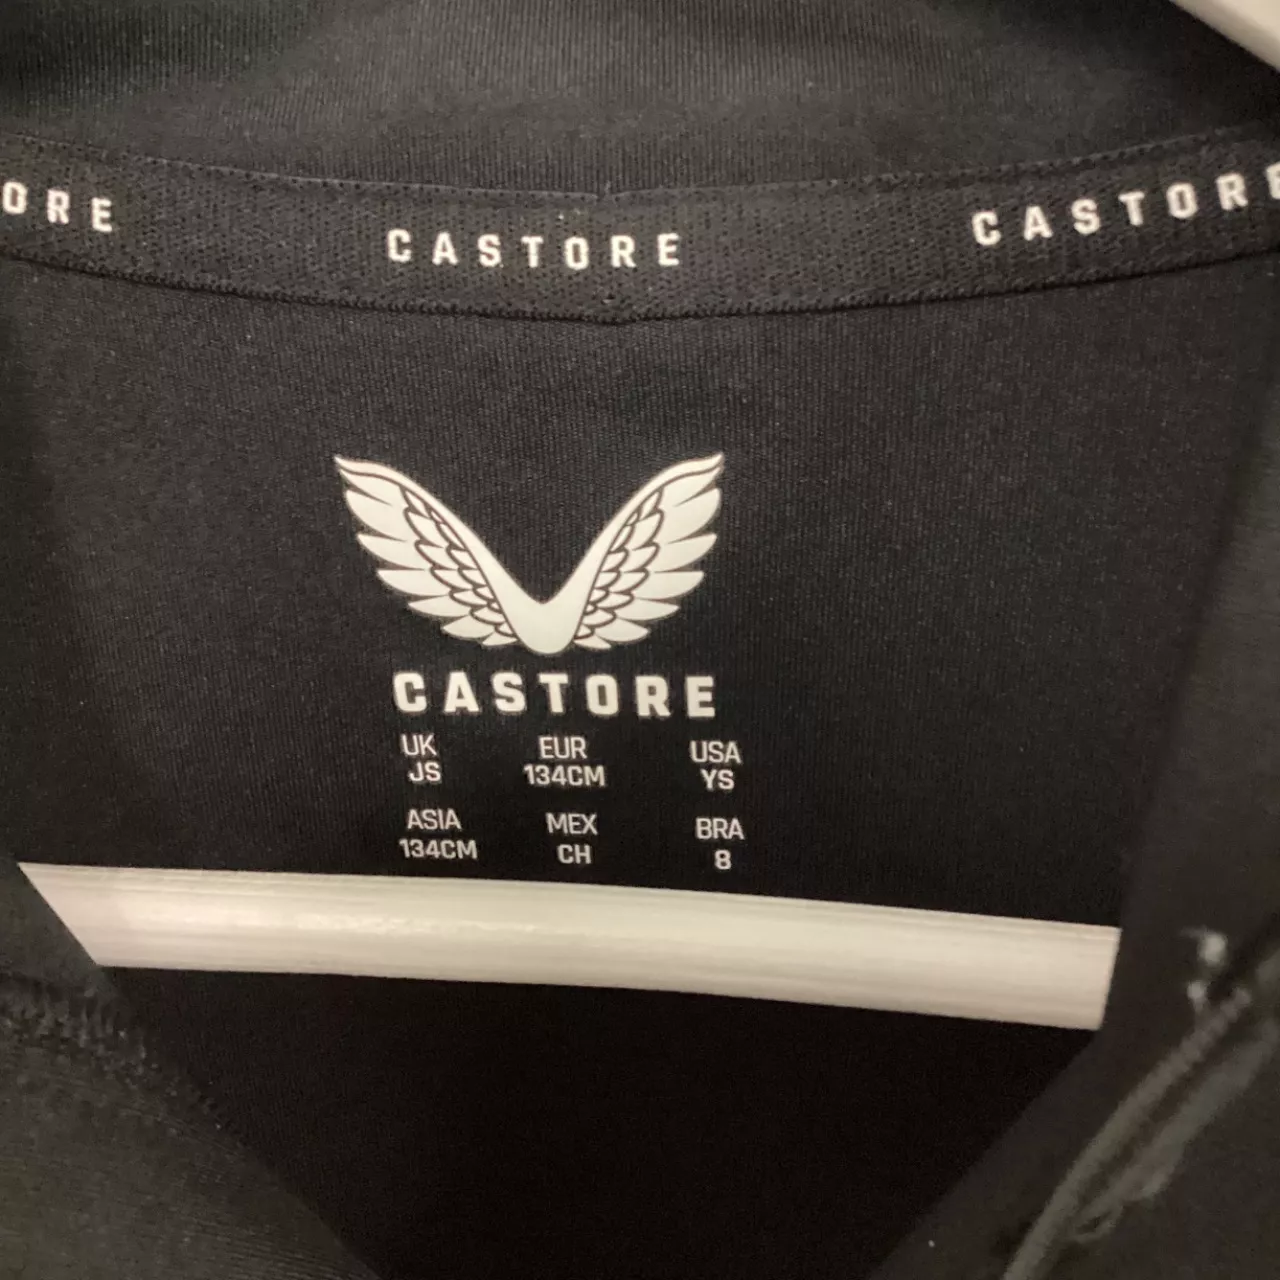 ORE CASTORE CASTORE
CASTORE
UK EUR USA
JS 134CM YS
ASIA MEX BRA
134CM CH 8